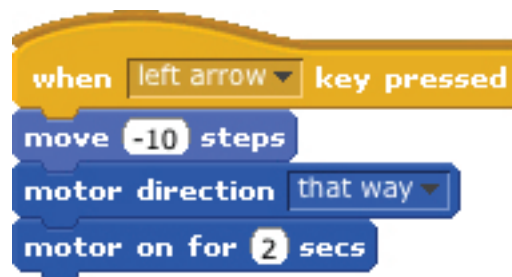 when left arrow key pressed
move -10 steps
motor direction that way
motor on for 2 secs